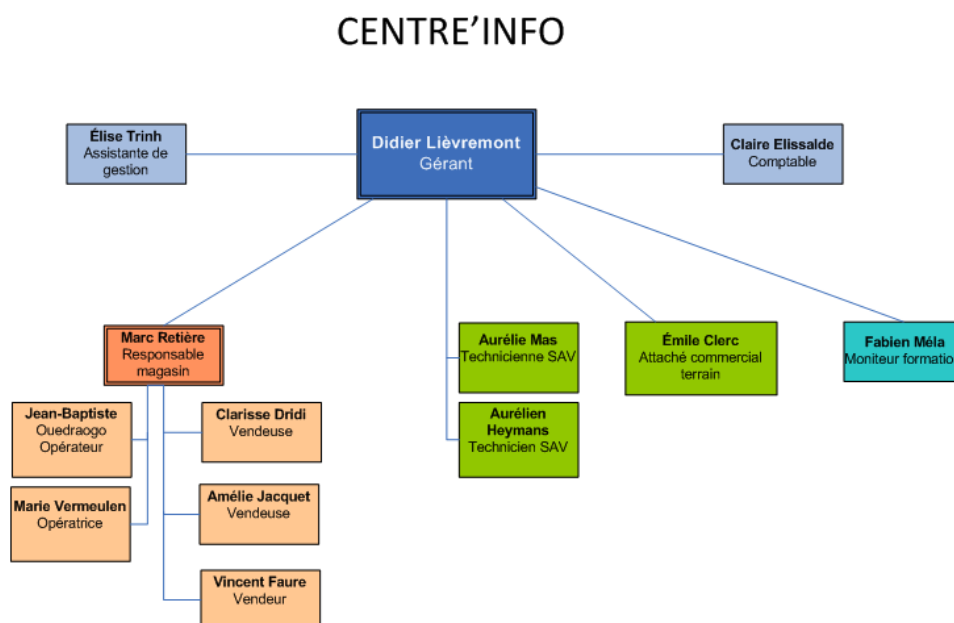 CENTRE'INFO
Élise Trinh
Assistante de
gestion
Didier Lièvremont
Gérant
Claire Elissalde
Comptable
Marc Retière
Responsable
magasin
Aurélie Mas
Technicienne SAV
Émile Clerc
Attaché commercial
terrain
Fabien Méla
Moniteur formatio
Jean-Baptiste
Ouedraogo
Opérateur
Clarisse Dridi
Vendeuse
Aurélien
Heymans
Technicien SAV
Marie Vermeulen
Opératrice
Amélie Jacquet
Vendeuse
Vincent Faure
Vendeur